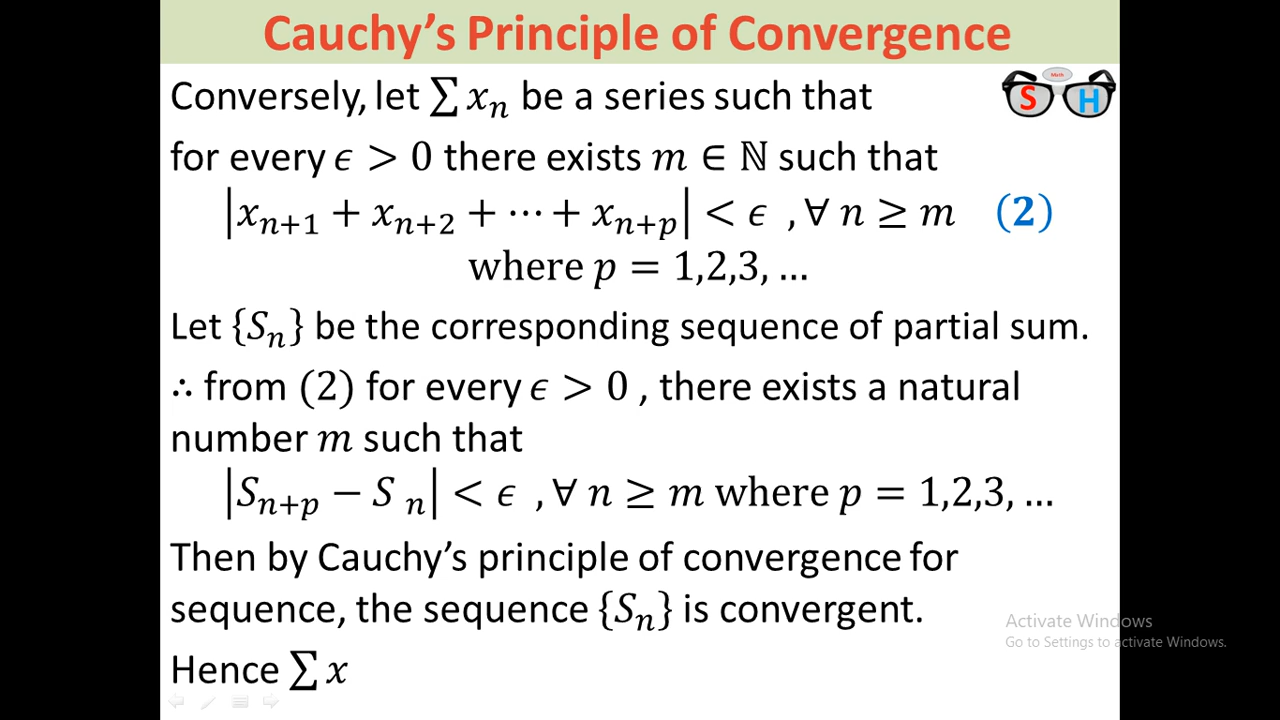 Cauchy's Principle of Convergence
Math
S H
Conversely, let ∑ xₙ be a series such that
for every ϵ > 0 there exists m ∈ ℕ such that
|xₙ₊₁ + xₙ₊₂ + ⋯ + xₙ₊ₚ| < ϵ , ∀ n ≥ m (2)
where p = 1,2,3, …
Let {Sₙ} be the corresponding sequence of partial sum.
∴ from (2) for every ϵ > 0 , there exists a natural
number m such that
|Sₙ₊ₚ − S ₙ| < ϵ , ∀ n ≥ m where p = 1,2,3, …
Then by Cauchy's principle of convergence for
sequence, the sequence {Sₙ} is convergent.
Activate Windows
Go to Settings to activate Windows.
Hence ∑ x